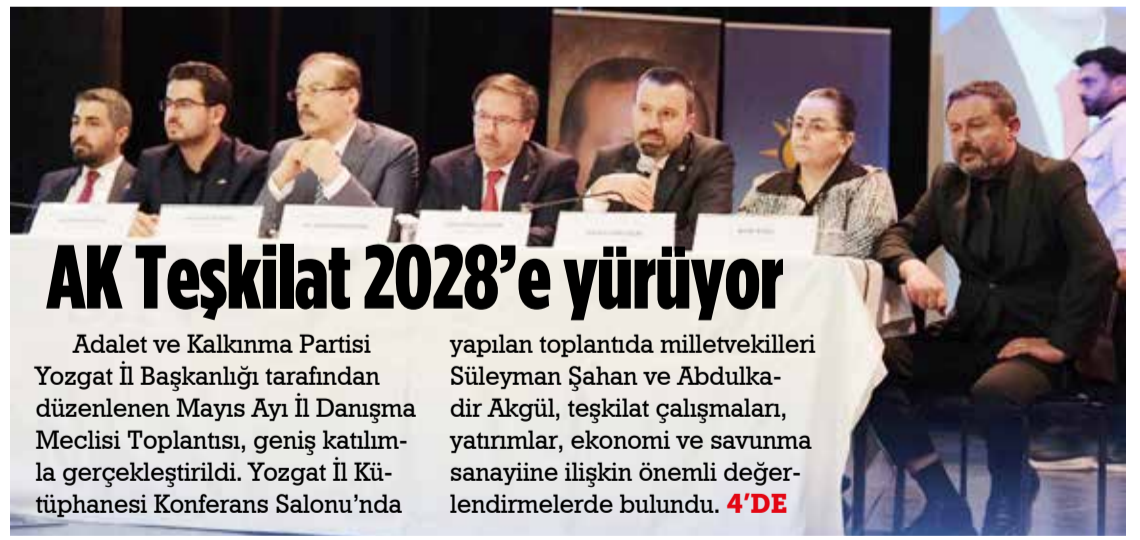 AK Teşkilat 2028’e yürüyor
Adalet ve Kalkınma Partisi
Yozgat İl Başkanlığı tarafından
düzenlenen Mayıs Ayı İl Danışma
Meclisi Toplantısı, geniş katılım-
la gerçekleştirildi. Yozgat İl Kü-
tüphanesi Konferans Salonu’nda
yapılan toplantıda milletvekilleri
Süleyman Şahan ve Abdulka-
dir Akgül, teşkilat çalışmaları,
yatırımlar, ekonomi ve savunma
sanayiine ilişkin önemli değer-
lendirmelerde bulundu. 4’DE